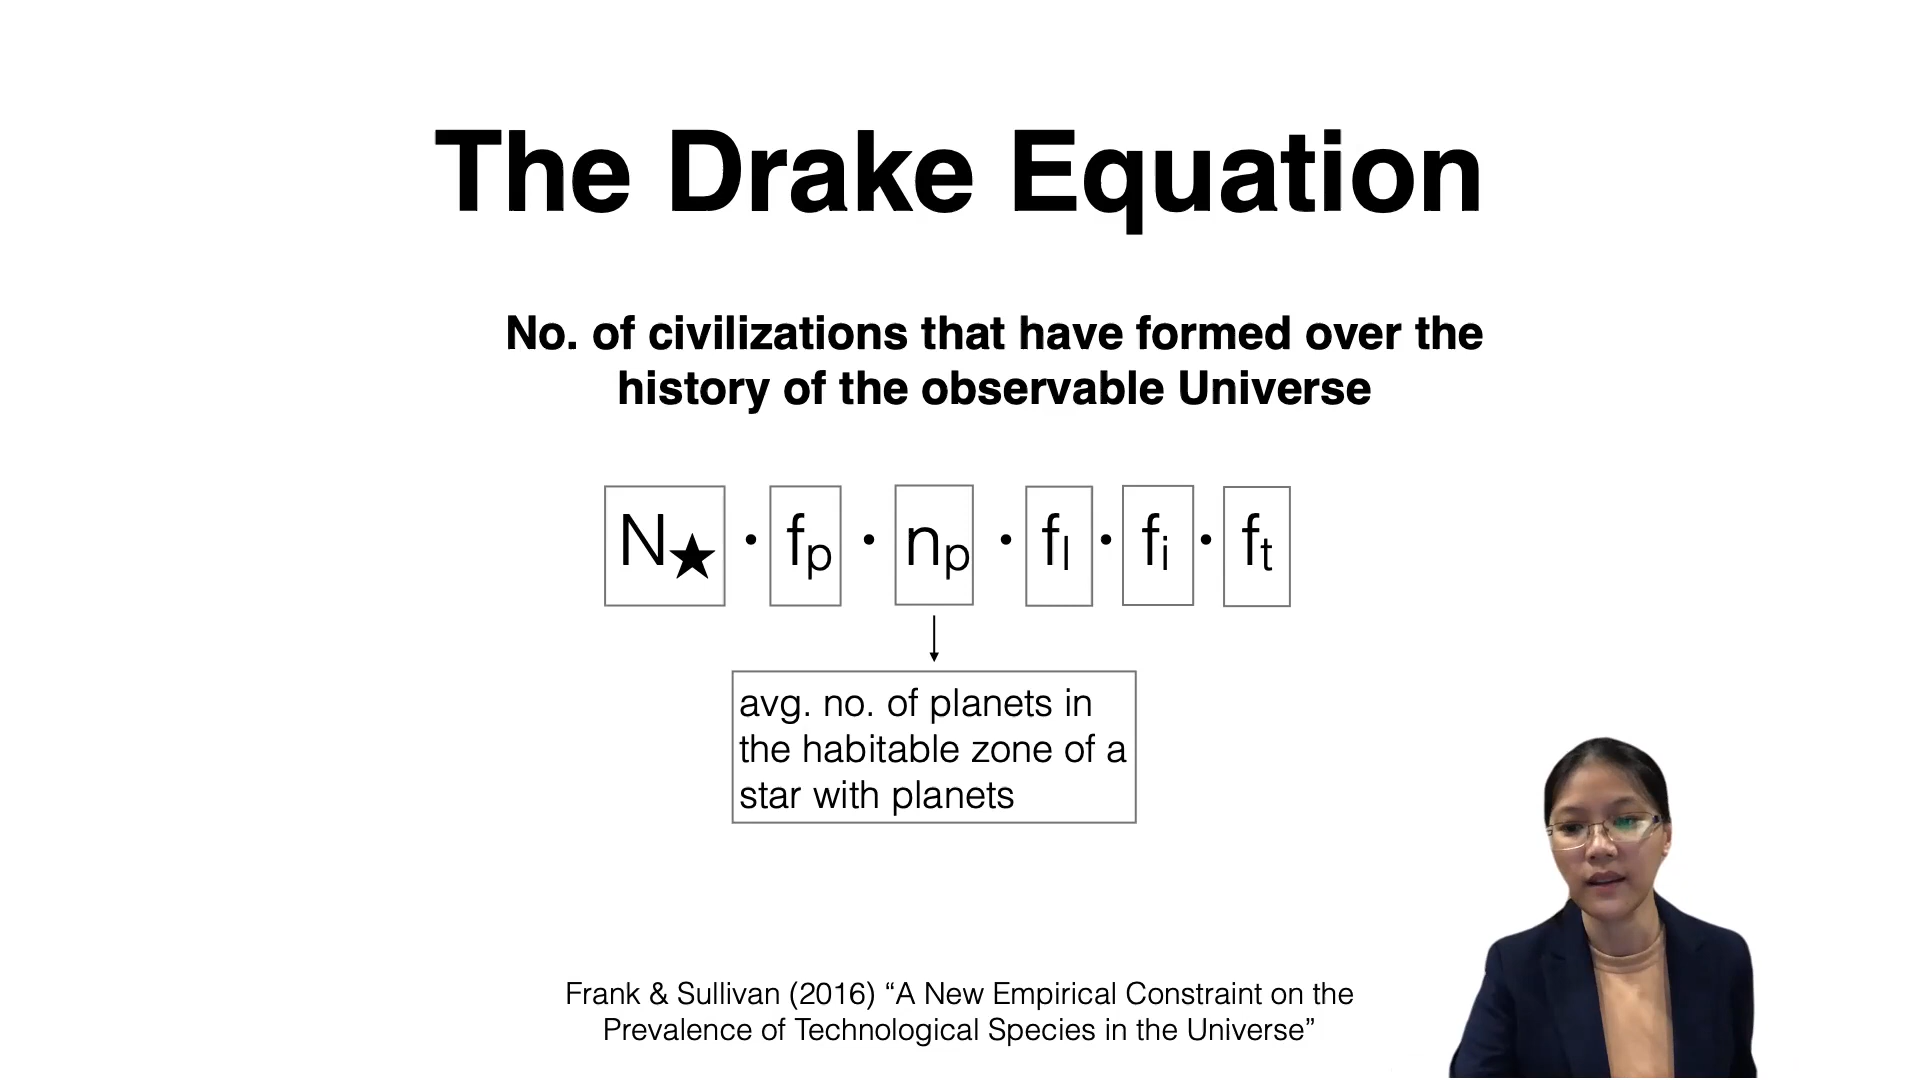 The Drake Equation
No. of civilizations that have formed over the
history of the observable Universe
N★ · fp · np · fl · fi · ft
avg. no. of planets in
the habitable zone of a
star with planets
Frank & Sullivan (2016) “A New Empirical Constraint on the
Prevalence of Technological Species in the Universe”